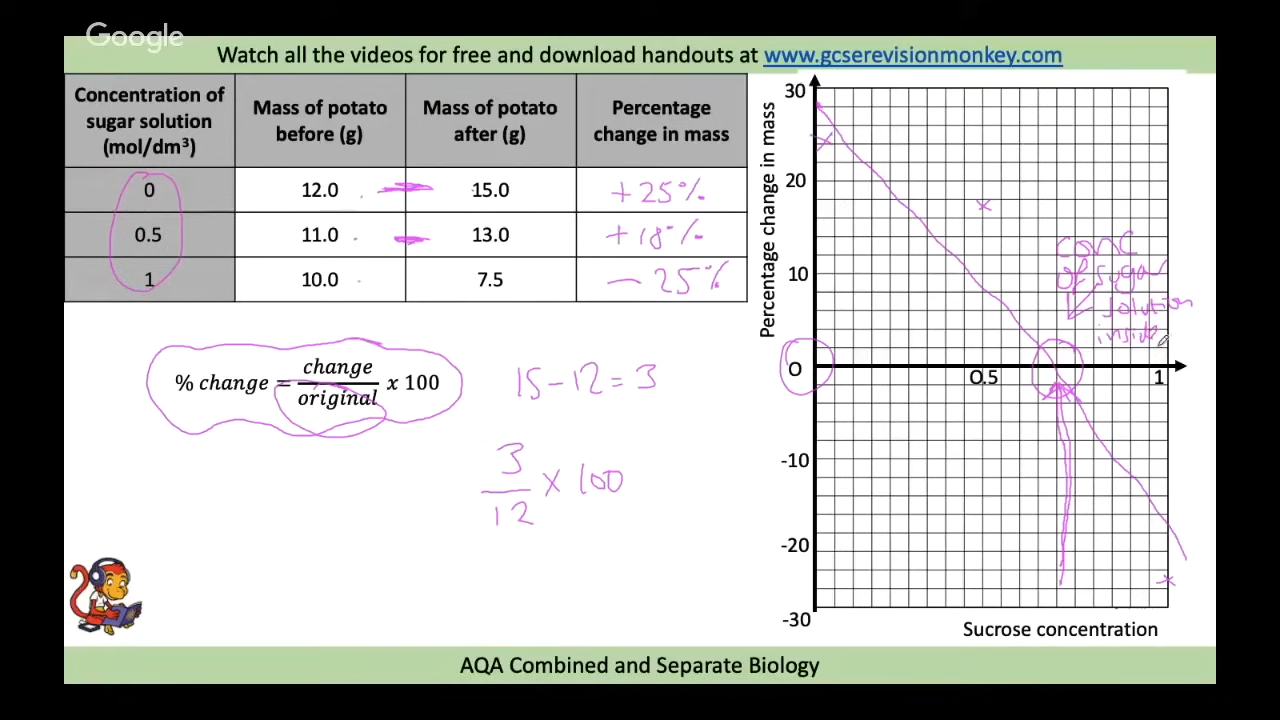 Google
Watch all the videos for free and download handouts at www.gcserevisionmonkey.com
Concentration of sugar solution (mol/dm³) Mass of potato before (g) Mass of potato after (g) Percentage change in mass
0 12.0 15.0 +25%
0.5 11.0 13.0 +18%
1 10.0 7.5 -25%
% change = change / original x 100
15-12=3
3/12 x 100
Percentage change in mass
30
20
10
0
-10
-20
-30
0.5
1
conc
of sugar
solution
inside
Sucrose concentration
AQA Combined and Separate Biology